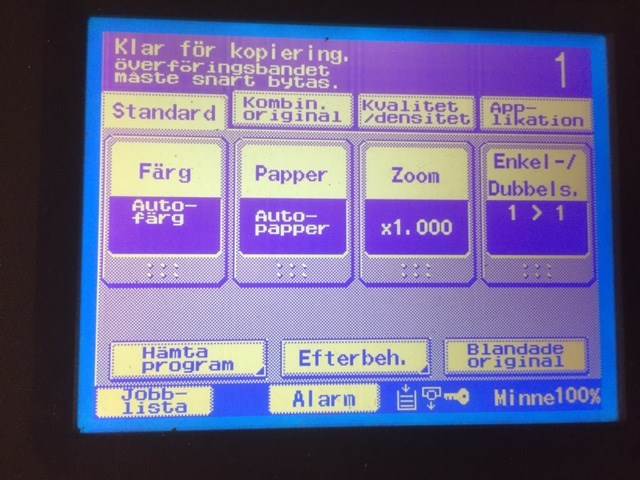 Klar för kopiering.
överföringsbandet
måste snart bytas.
1
Standard
Kombin.
original
Kvalitet
/densitet
App-
likation
Färg
Auto-
färg
Papper
Auto-
papper
Zoom
x1.000
Enkel-/
Dubbels.
1 > 1
Hämta
program
Efterbeh.
Blandade
original
Jobb-
lista
Alarm
Minne100%